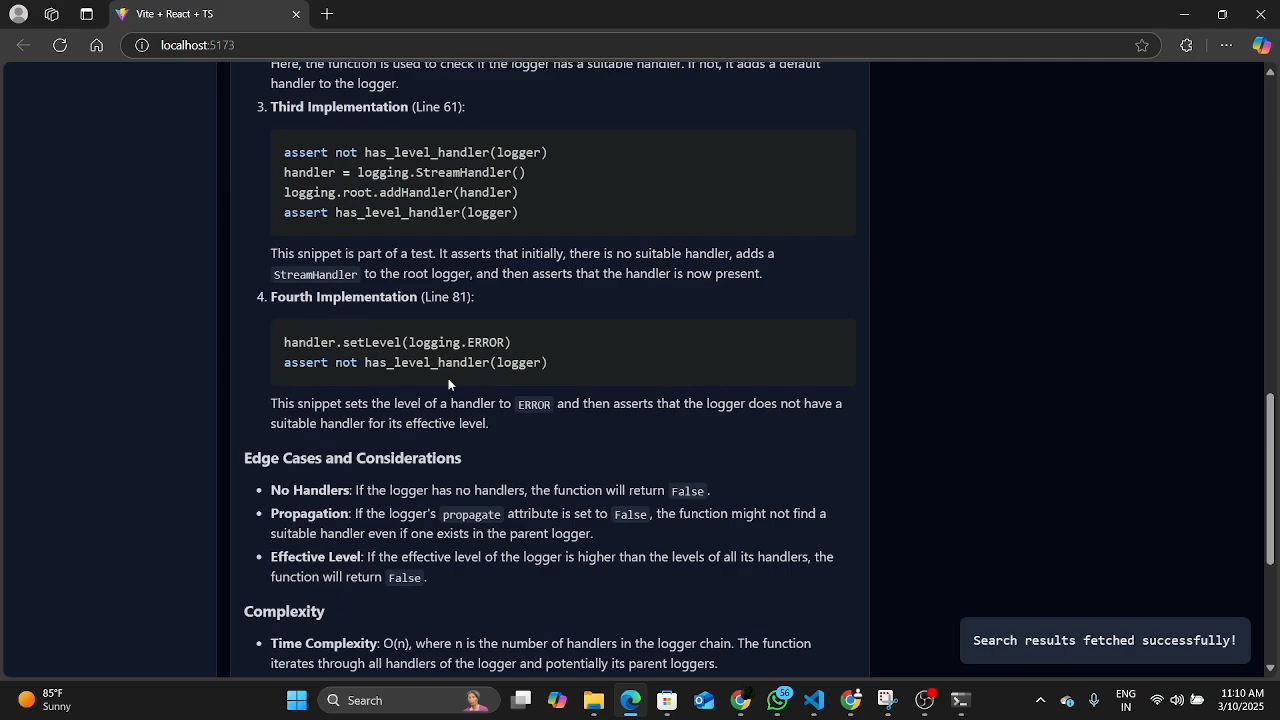 Vite + React + TS
localhost:5173
Here, the function is used to check if the logger has a suitable handler. If not, it adds a default
handler to the logger.
3. Third Implementation (Line 61):
assert not has_level_handler(logger)
handler = logging.StreamHandler()
logging.root.addHandler(handler)
assert has_level_handler(logger)
This snippet is part of a test. It asserts that initially, there is no suitable handler, adds a
StreamHandler to the root logger, and then asserts that the handler is now present.
4. Fourth Implementation (Line 81):
handler.setLevel(logging.ERROR)
assert not has_level_handler(logger)
This snippet sets the level of a handler to ERROR and then asserts that the logger does not have a
suitable handler for its effective level.
Edge Cases and Considerations
• No Handlers: If the logger has no handlers, the function will return False.
• Propagation: If the logger's propagate attribute is set to False, the function might not find a
suitable handler even if one exists in the parent logger.
• Effective Level: If the effective level of the logger is higher than the levels of all its handlers, the
function will return False.
Complexity
• Time Complexity: O(n), where n is the number of handlers in the logger chain. The function
iterates through all handlers of the logger and potentially its parent loggers.
Search results fetched successfully!
85°F
Sunny
Search
56
ENG
IN
11:10 AM
3/10/2025